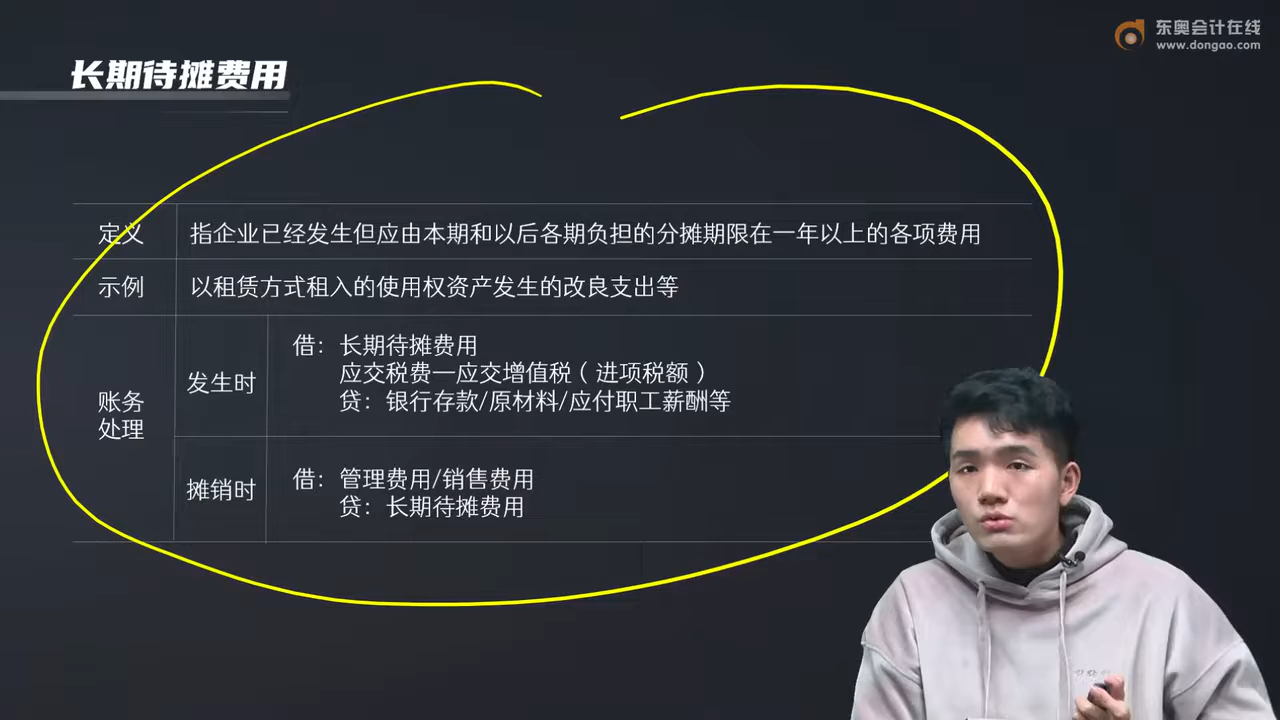 东奥会计在线
www.dongao.com
长期待摊费用
定义
指企业已经发生但应由本期和以后各期负担的分摊期限在一年以上的各项费用
示例
以租赁方式租入的使用权资产发生的改良支出等
账务
处理
发生时
借：长期待摊费用
应交税费—应交增值税（进项税额）
贷：银行存款/原材料/应付职工薪酬等
摊销时
借：管理费用/销售费用
贷：长期待摊费用